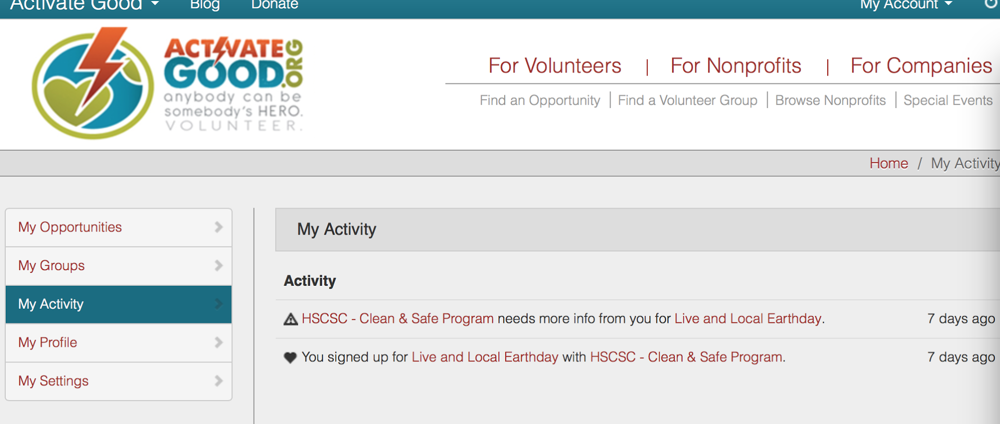 Activate Good Blog Donate My Account
ACTIVATE
GOOD.ORG
anybody can be
somebody's HERO.
VOLUNTEER.
For Volunteers | For Nonprofits | For Companies
Find an Opportunity | Find a Volunteer Group | Browse Nonprofits | Special Events
Home / My Activity
My Opportunities
My Groups
My Activity
My Profile
My Settings
My Activity
Activity
HSCSC - Clean & Safe Program needs more info from you for Live and Local Earthday. 7 days ago
You signed up for Live and Local Earthday with HSCSC - Clean & Safe Program. 7 days ago